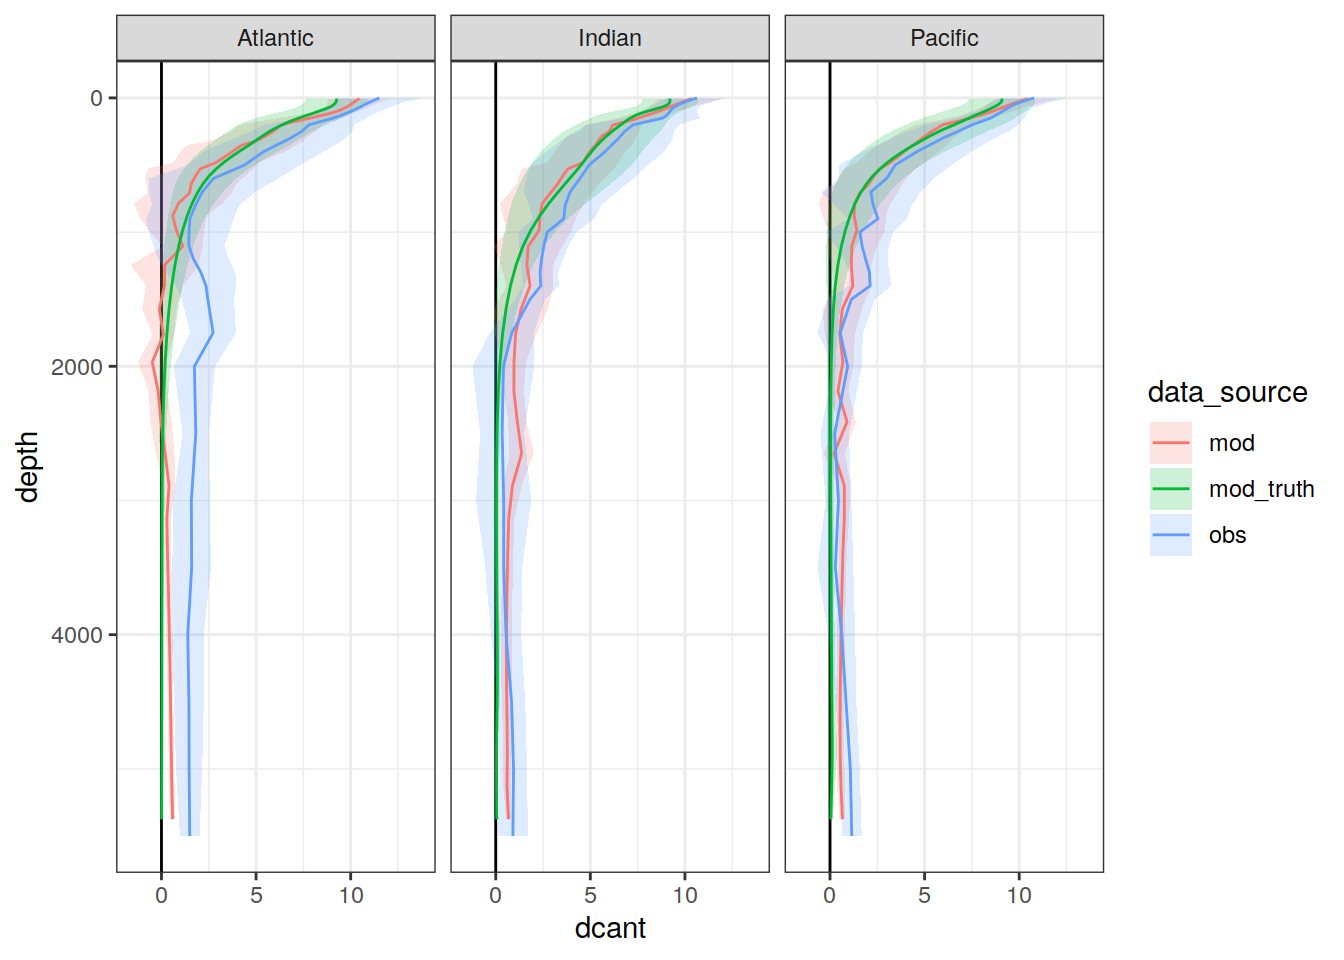 Atlantic
Indian
Pacific
0
2000
4000
depth
0 5 10
0 5 10
0 5 10
dcant
data_source
mod
mod_truth
obs